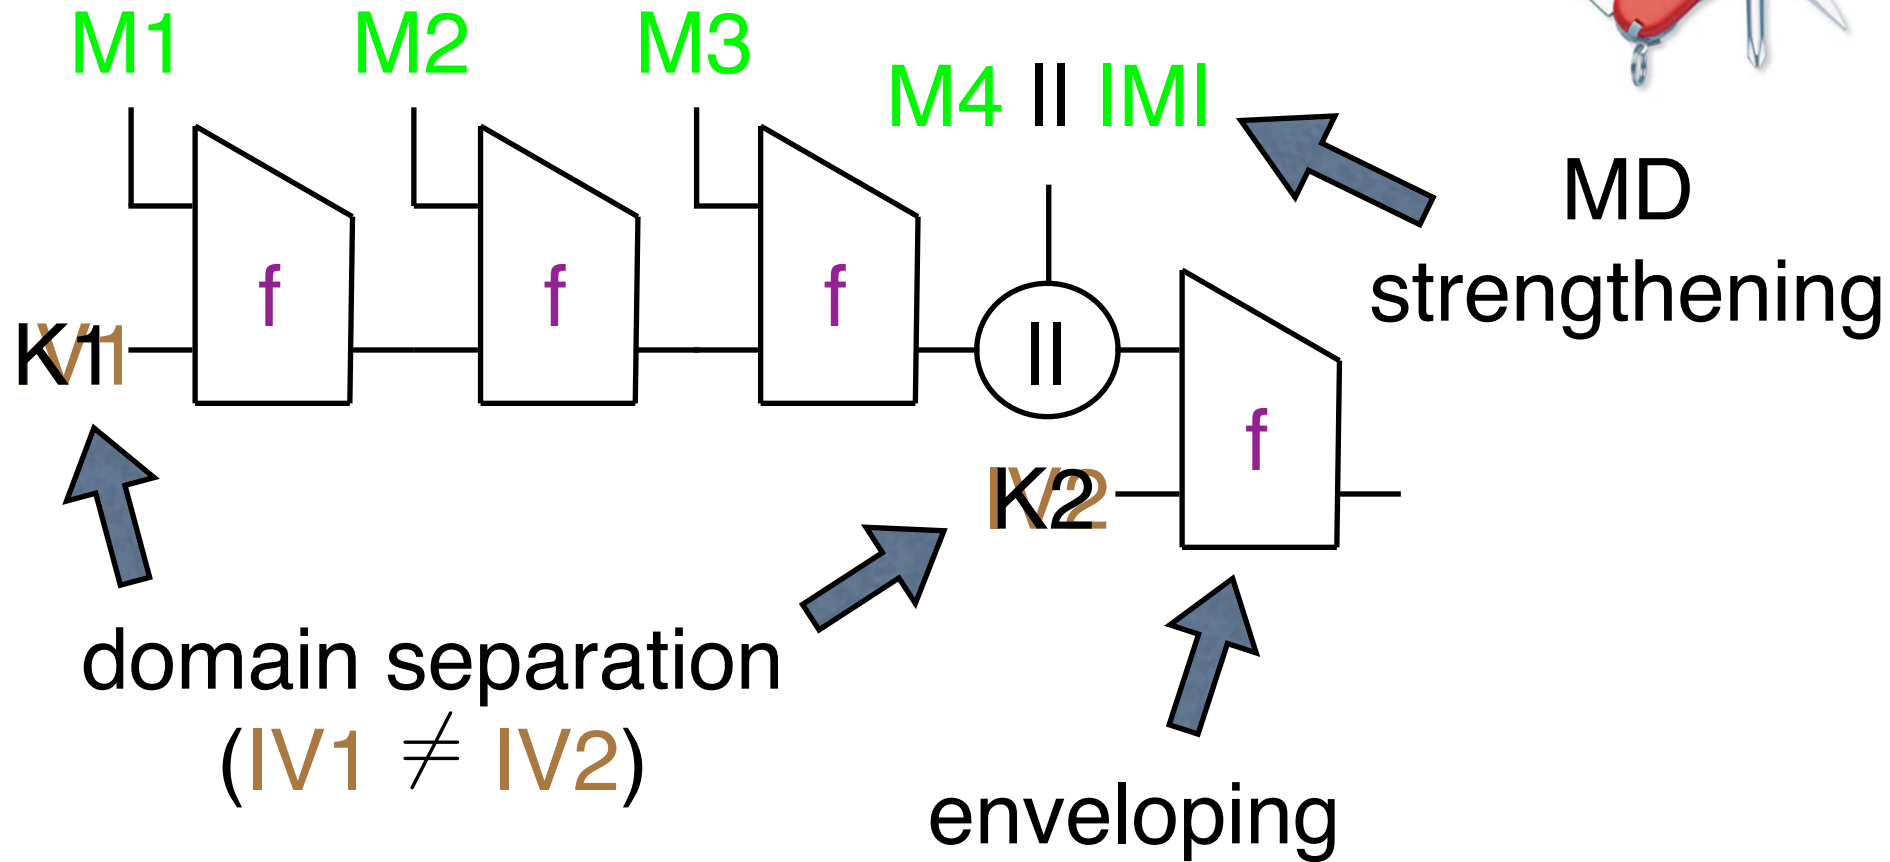 M1 M2 M3
M4 || |M|
MD
strengthening
f f f
K1 IV1
||
f
K2 IV2
domain separation
(IV1 ≠ IV2)
enveloping